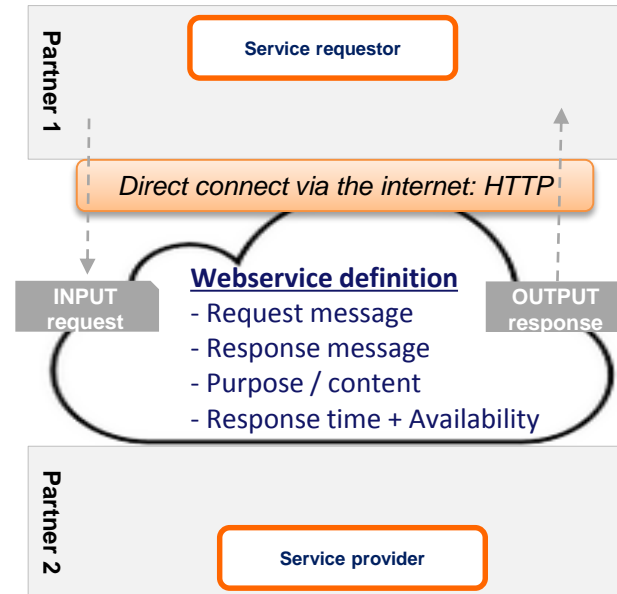 Partner 1
Service requestor
Direct connect via the internet: HTTP
INPUT
request
Webservice definition
- Request message
- Response message
- Purpose / content
- Response time + Availability
OUTPUT
response
Partner 2
Service provider